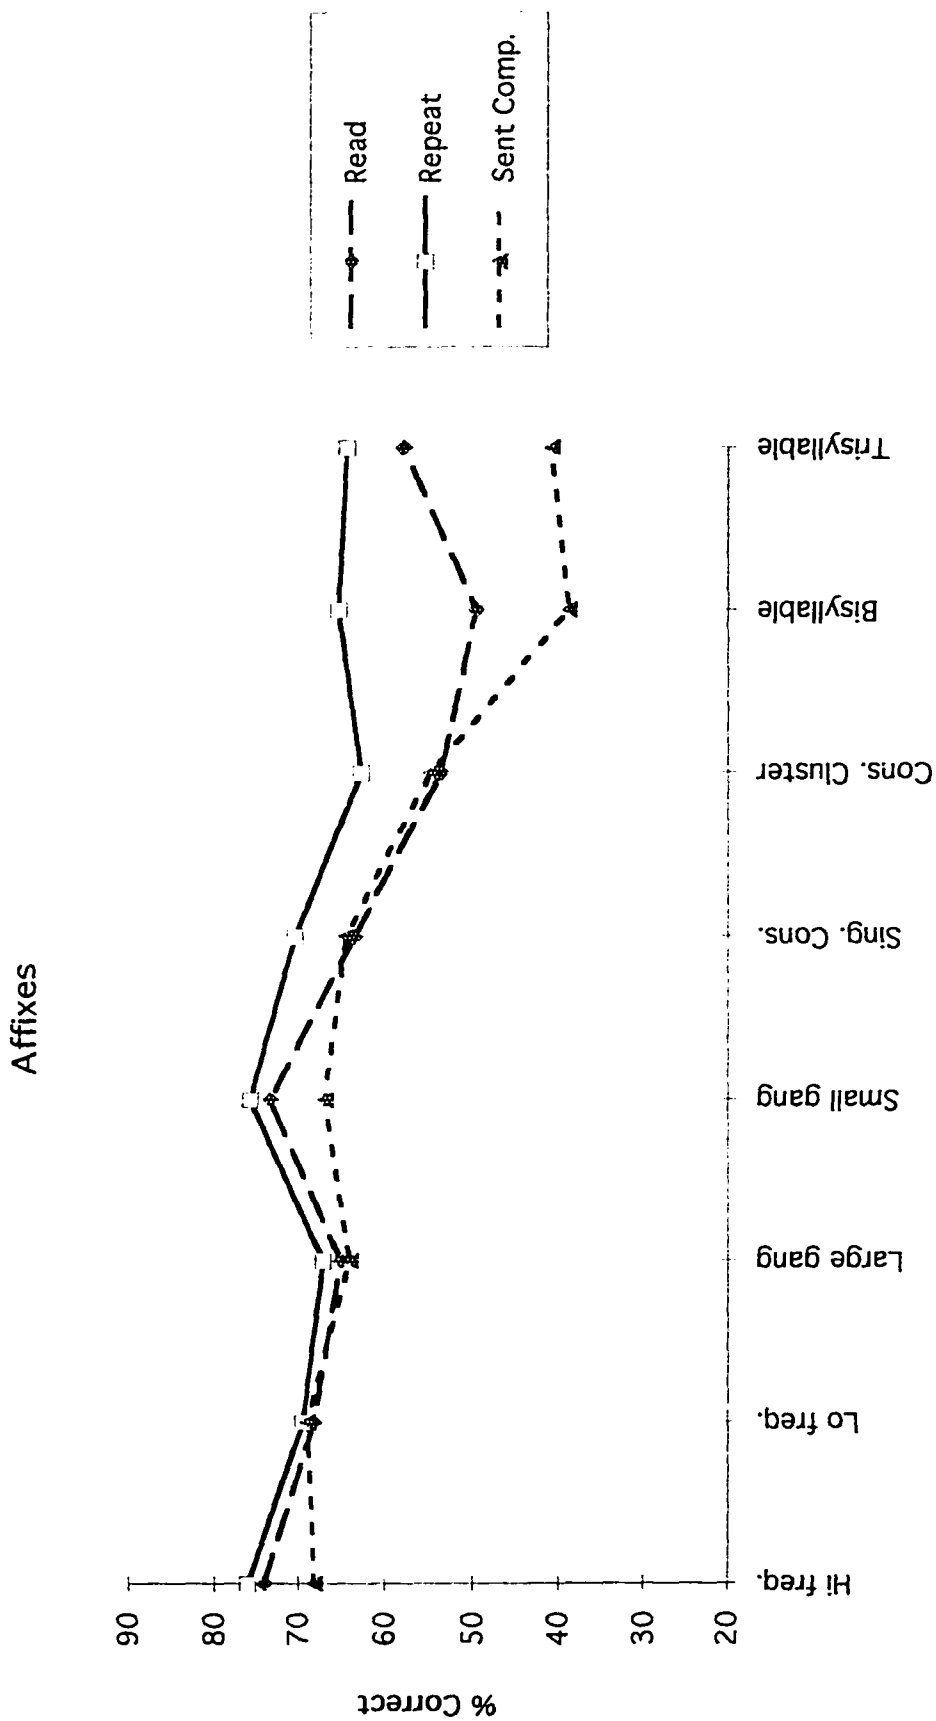 Affixes
Read
Repeat
Sent Comp.
% Correct
90
80
70
60
50
40
30
20
Hi freq.
Lo freq.
Large gang
Small gang
Sing. Cons.
Cons. Cluster
Bisyllable
Trisyllable